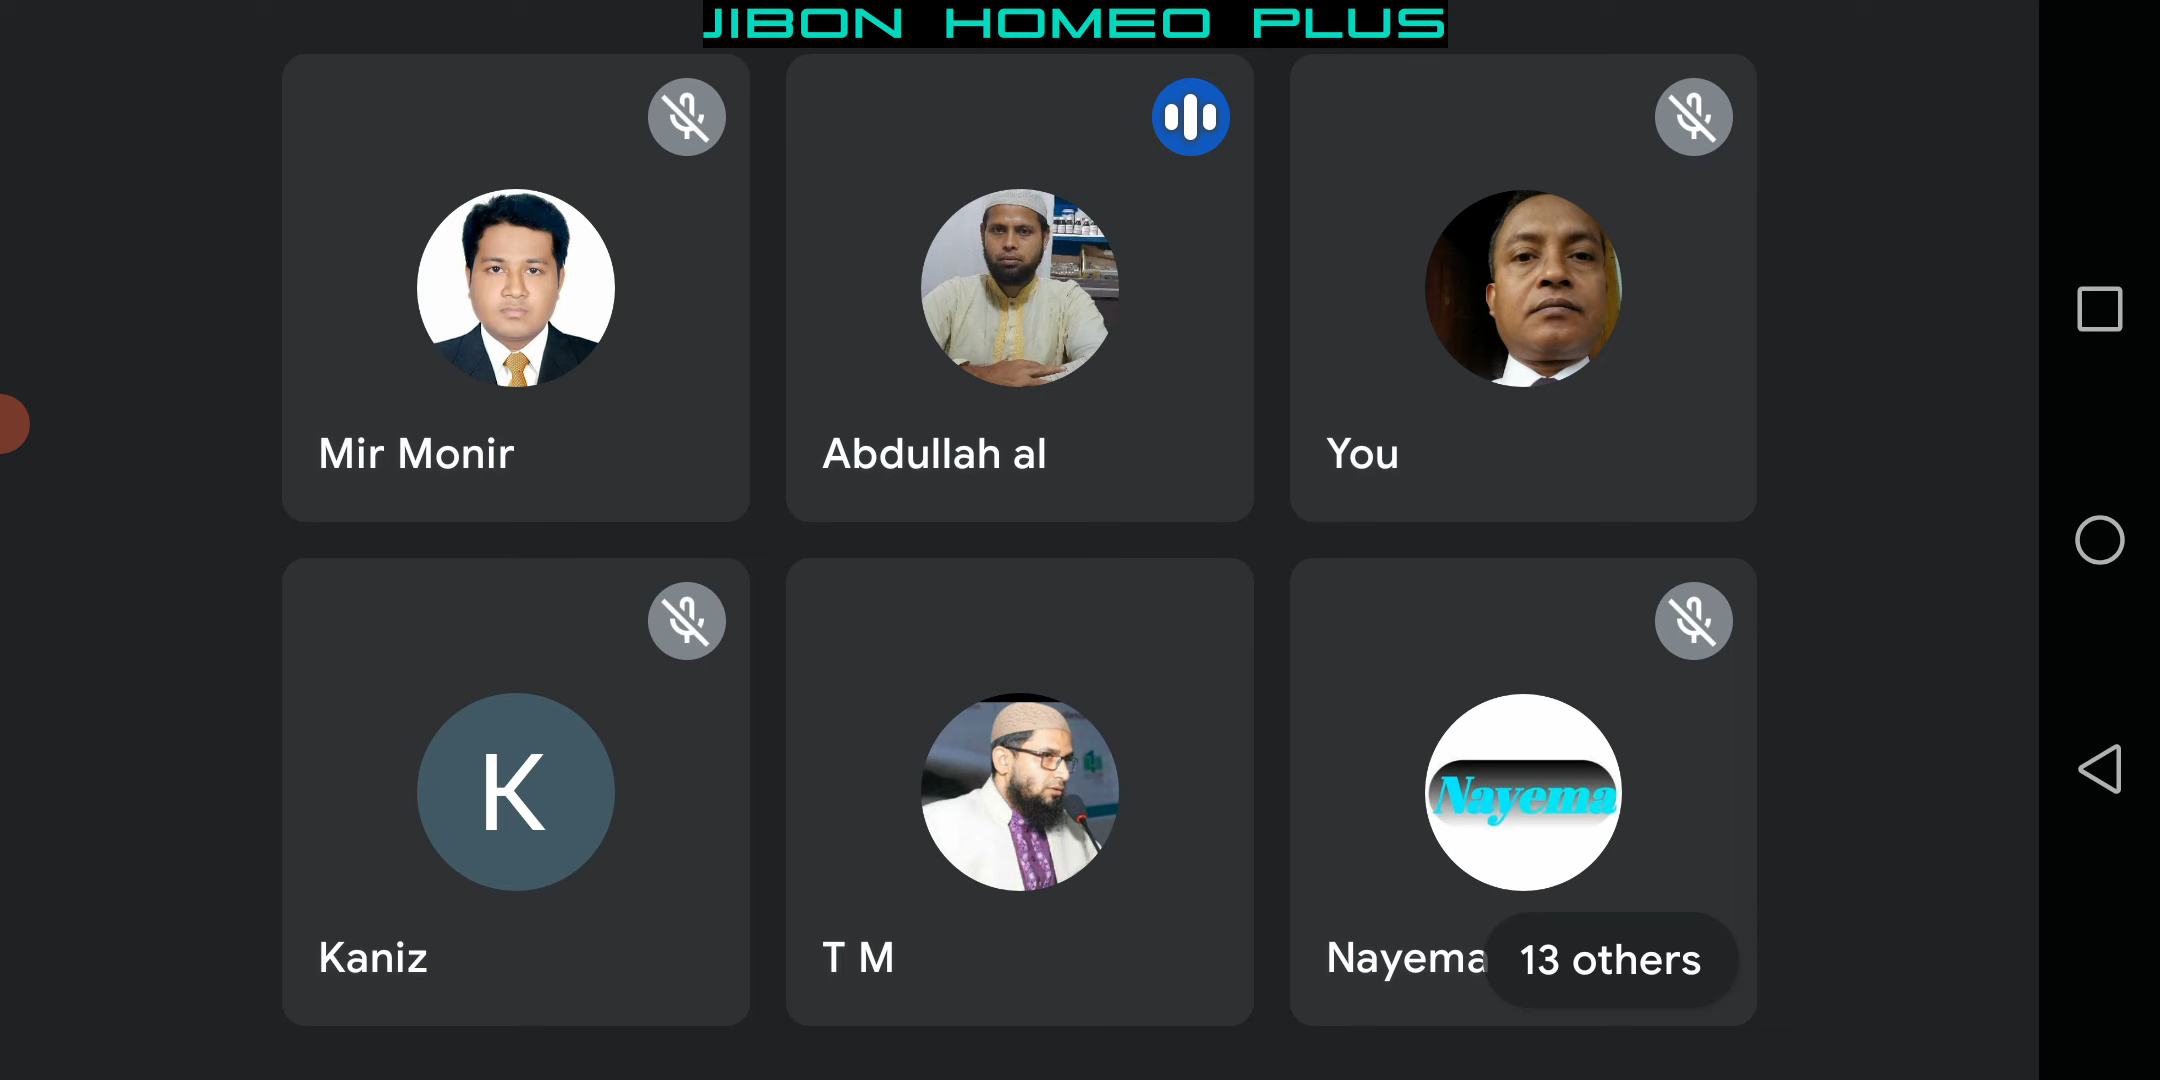 JIBON HOMEO PLUS
Mir Monir
Abdullah al
You
K
Kaniz
T M
Nayema
Nayema
13 others